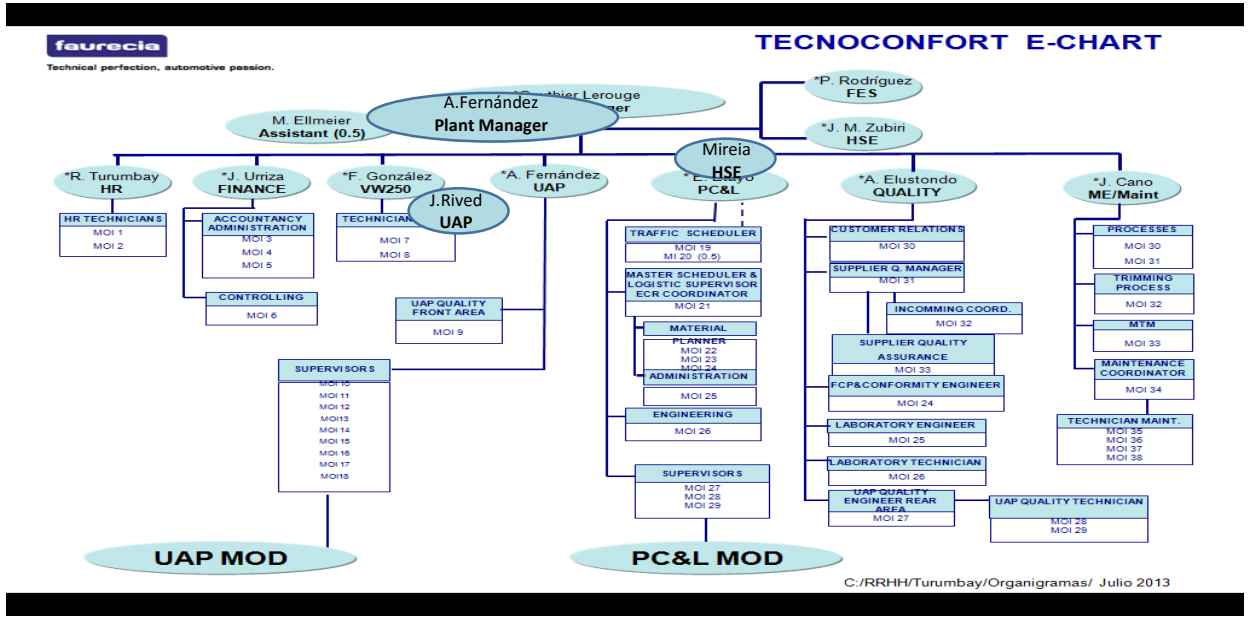 faurecia
Technical perfection, automotive passion.
TECNOCONFORT E-CHART
*P. Rodríguez
FES
Lerouge
A.Fernández
Plant Manager
M. Ellmeier
Assistant (0.5)
*J. M. Zubiri
HSE
Mireia
HSE
*R. Turumbay
HR
*J. Urriza
FINANCE
*F. González
VW250
*A. Fernández
UAP
PC&L
*A. Elustondo
QUALITY
*J. Cano
ME/Maint
J.Rived
UAP
HR TECHNICIANS
MOI 1
MOI 2
ACCOUNTANCY
ADMINISTRATION
MOI 3
MOI 4
MOI 5
CONTROLLING
MOI 6
TECHNICIAN
MOI 7
MOI 8
UAP QUALITY
FRONT AREA
MOI 9
SUPERVISORS
MOI 10
MOI 11
MOI 12
MOI13
MOI 14
MOI 15
MOI 16
MOI 17
MOI18
UAP MOD
TRAFFIC SCHEDULER
MOI 19
MI 20 (0.5)
MASTER SCHEDULER &
LOGISTIC SUPERVISOR
ECR COORDINATOR
MOI 21
MATERIAL
PLANNER
MOI 22
MOI 23
MOI 24
ADMINISTRATION
MOI 25
ENGINEERING
MOI 26
SUPERVISORS
MOI 27
MOI 28
MOI 29
PC&L MOD
CUSTOMER RELATIONS
MOI 30
SUPPLIER Q. MANAGER
MOI 31
INCOMMING COORD.
MOI 32
SUPPLIER QUALITY
ASSURANCE
MOI 33
FCP&CONFORMITY ENGINEER
MOI 24
LABORATORY ENGINEER
MOI 25
LABORATORY TECHNICIAN
MOI 26
UAP QUALITY
ENGINEER REAR
AREA
MOI 27
UAP QUALITY TECHNICIAN
MOI 28
MOI 29
PROCESSES
MOI 30
MOI 31
TRIMMING
PROCESS
MOI 32
MTM
MOI 33
MAINTENANCE
COORDINATOR
MOI 34
TECHNICIAN MAINT.
MOI 35
MOI 36
MOI 37
MOI 38
C:/RRHH/Turumbay/Organigramas/ Julio 2013